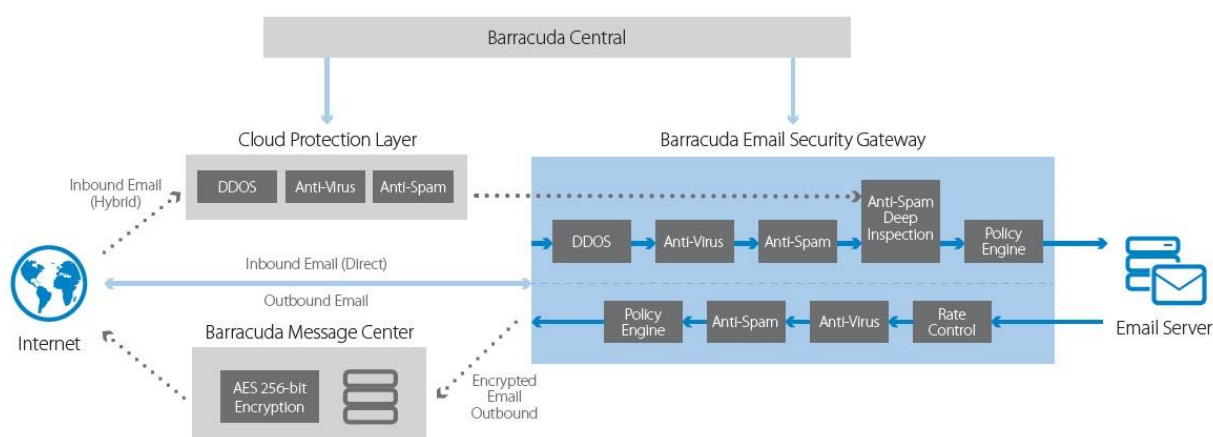 Barracuda Central
Cloud Protection Layer
Barracuda Email Security Gateway
Inbound Email
(Hybrid)
DDOS
Anti-Virus
Anti-Spam
Anti-Spam
Deep
Inspection
DDOS
Anti-Virus
Anti-Spam
Policy
Engine
Inbound Email (Direct)
Outbound Email
Internet
Barracuda Message Center
Policy
Engine
Anti-Spam
Anti-Virus
Rate
Control
Email Server
AES 256-bit
Encryption
Encrypted
Email
Outbound